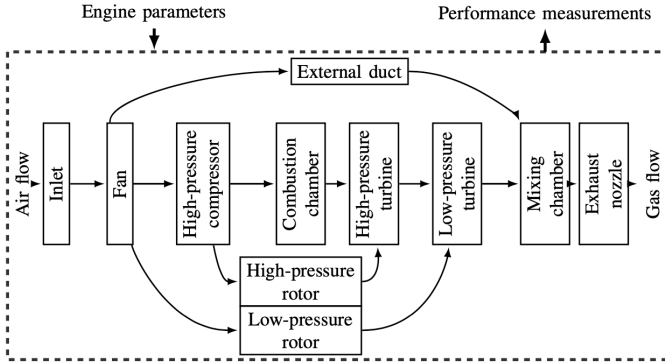 Engine parameters
Performance measurements
External duct
Air flow
Inlet
Fan
High-pressure
compressor
Combustion
chamber
High-pressure
turbine
Low-pressure
turbine
Mixing
chamber
Exhaust
nozzle
Gas flow
High-pressure
rotor
Low-pressure
rotor